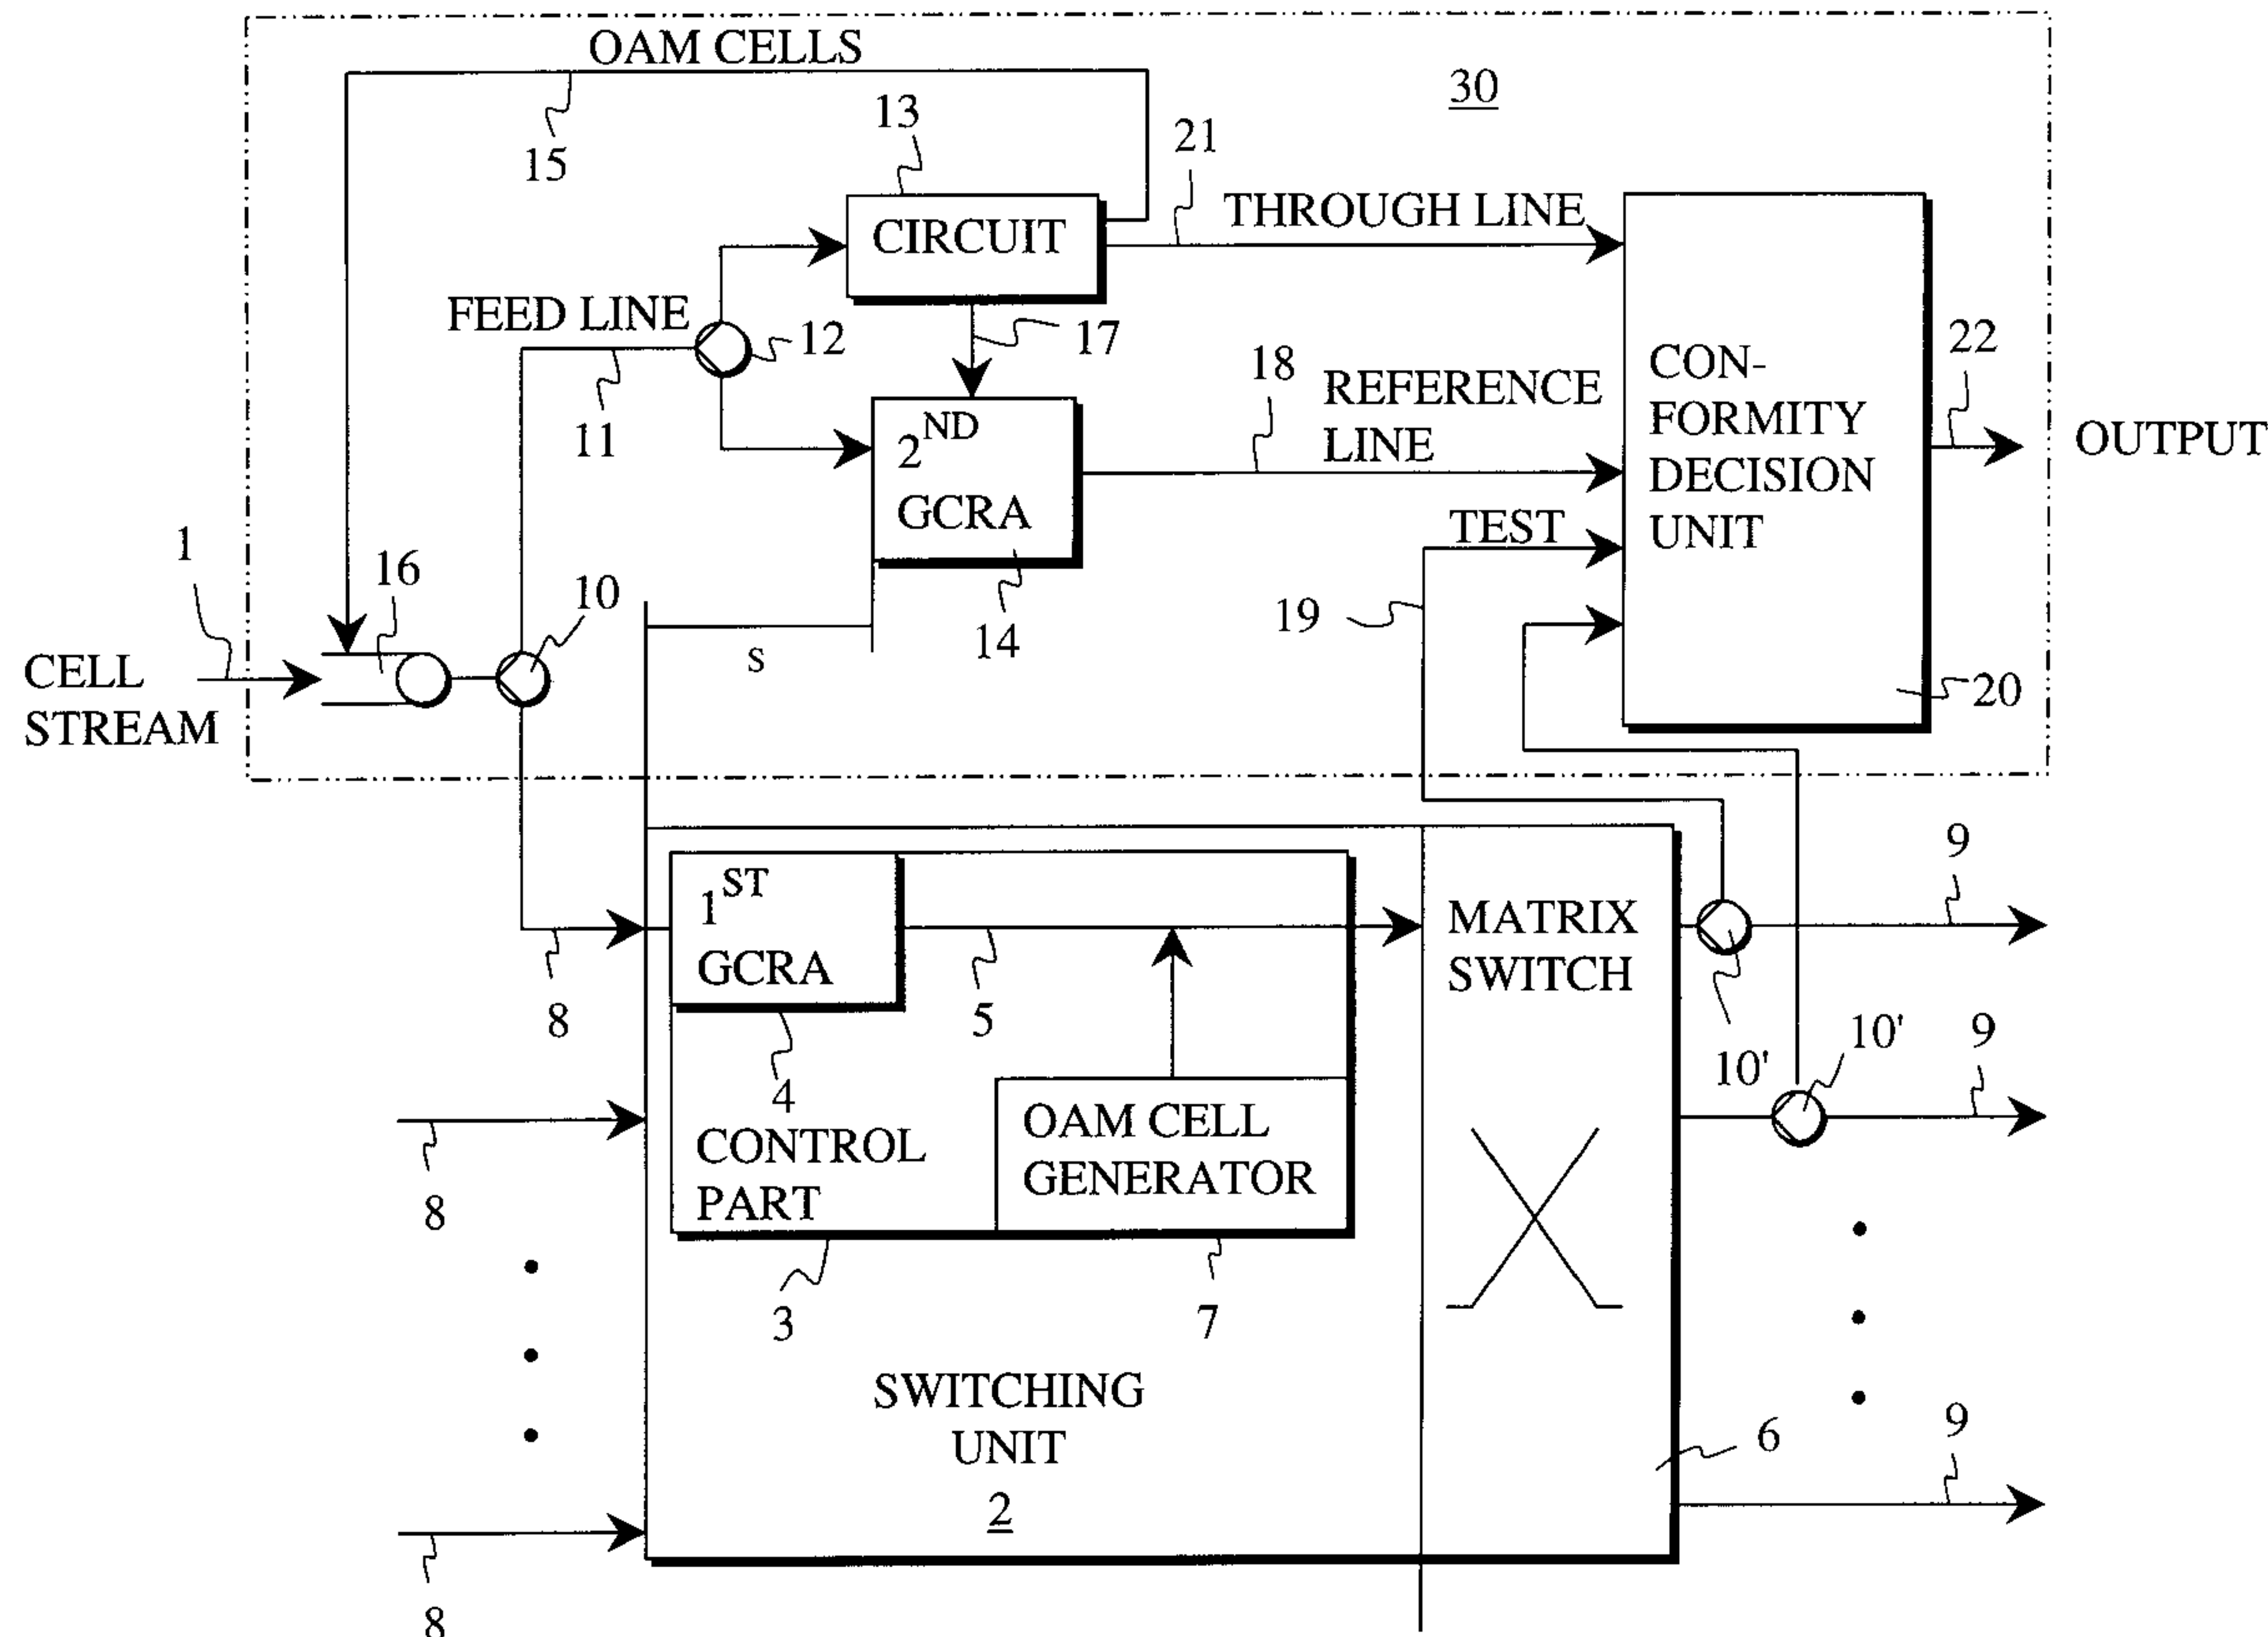 OAM CELLS
30
15
13
CIRCUIT
21
THROUGH LINE
FEED LINE
12
11
17
2ND
GCRA
14
18
REFERENCE
LINE
TEST
19
CON-
FORMITY
DECISION
UNIT
20
22
OUTPUT
1
16
10
CELL
STREAM
s
8
1ST
GCRA
4
5
CONTROL
PART
3
OAM CELL
GENERATOR
7
MATRIX
SWITCH
10'
9
10'
9
8
SWITCHING
UNIT
2
6
9
8